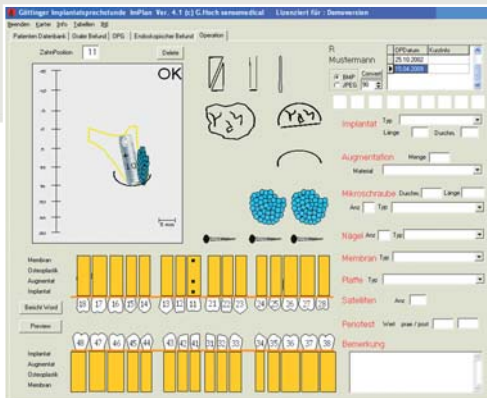 Göttinger Implantatsprechstunde ImPlan Ver. 4.1 (c) G.Hoch sensomedical Lizenziert für : Demoversion
Beenden Karte Info Tabellen Bild
Patienten Datenbank Oraler Befund OPG Endoskopischer Befund Operation
ZahnPosition 11 Delete
OK
5 mm
R
Mustermann
OPDatum KurzInfo
25.10.2002
15.04.2009
BMP Convert
JPEG 90
Implantat Typ
Länge Durches.
Augmentation Menge
Material
Mikroschraube Durches. Länge
Anz Typ
Nägel Anz Typ
Membran Typ
Platte Typ
Satelliten Anz
Periotest Wert prae / post
Bemerkung
Membran
Osteoplastik
Augmentat
Implantat
18 17 16 15 14 13 12 11 21 22 23 24 25 26 27 28
Bericht Word
Preview
48 47 46 45 44 43 42 41 31 32 33 34 35 36 37 38
Implantat
Augmentat
Osteoplastik
Membran